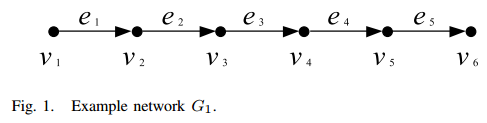 e₁ e₂ e₃ e₄ e₅
v₁ v₂ v₃ v₄ v₅ v₆
Fig. 1. Example network G₁.